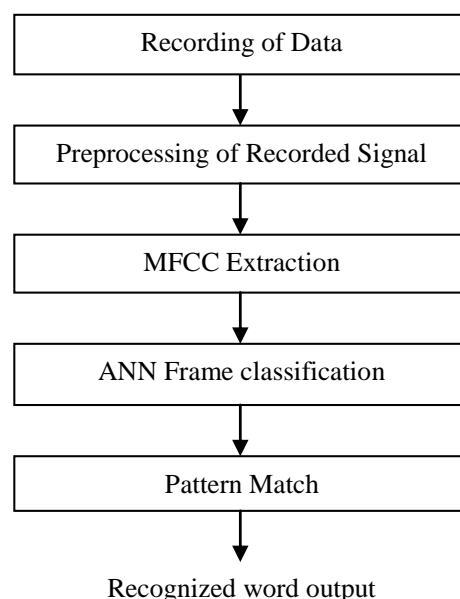 Recording of Data
Preprocessing of Recorded Signal
MFCC Extraction
ANN Frame classification
Pattern Match
Recognized word output